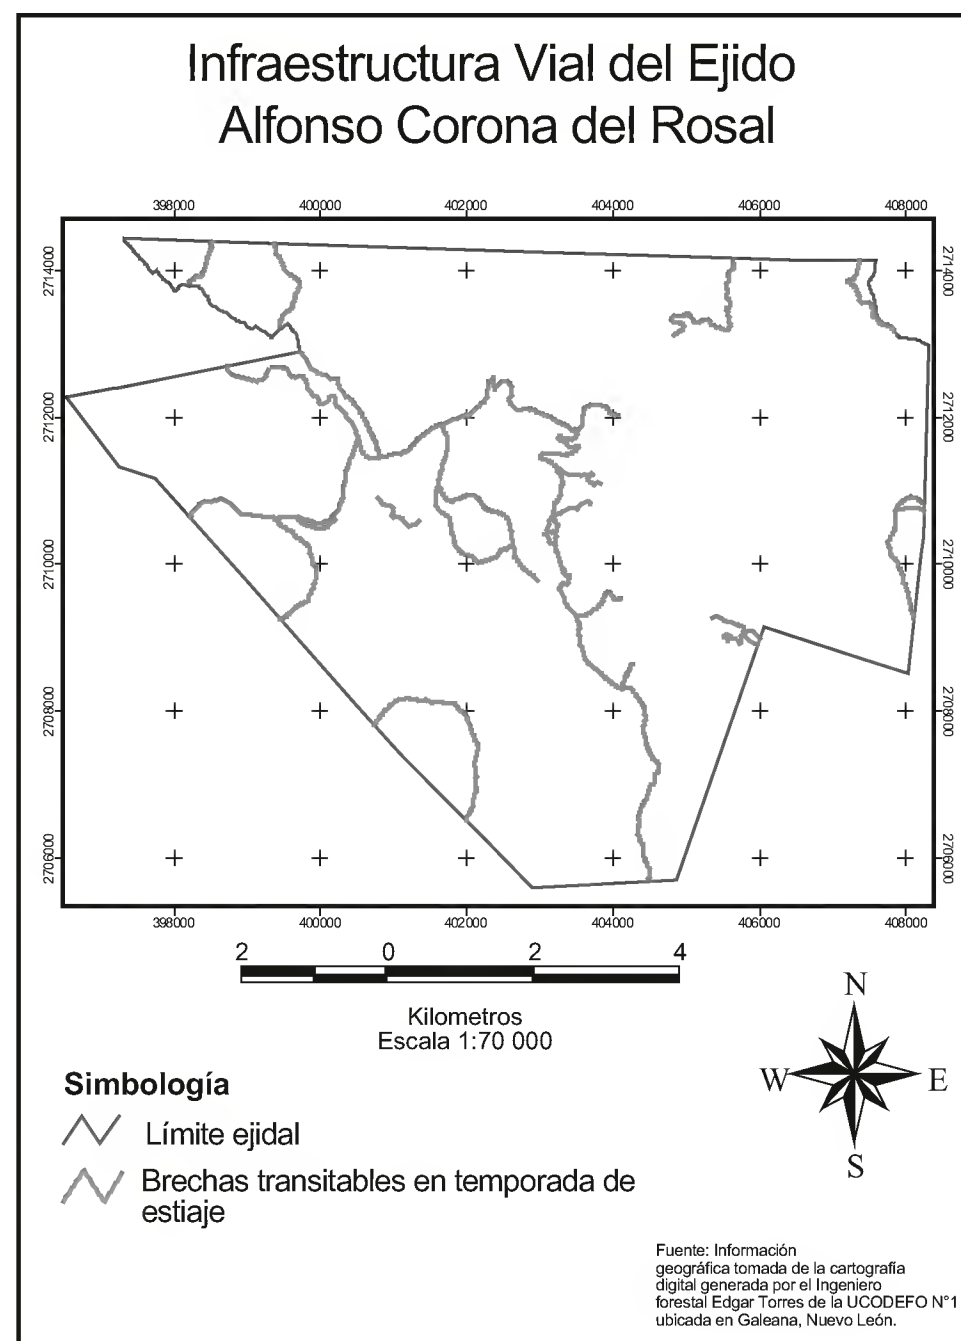 Infraestructura Vial del Ejido
Alfonso Corona del Rosal
398000 400000 402000 404000 406000 408000
2714000 2714000
2712000 2712000
2710000 2710000
2708000 2708000
2706000 2706000
398000 400000 402000 404000 406000 408000
2 0 2 4
Kilometros
Escala 1:70 000
N
W E
S
Simbología
Límite ejidal
Brechas transitables en temporada de
estiaje
Fuente: Información
geográfica tomada de la cartografía
digital generada por el Ingeniero
forestal Edgar Torres de la UCODEFO N°1
ubicada en Galeana, Nuevo León.